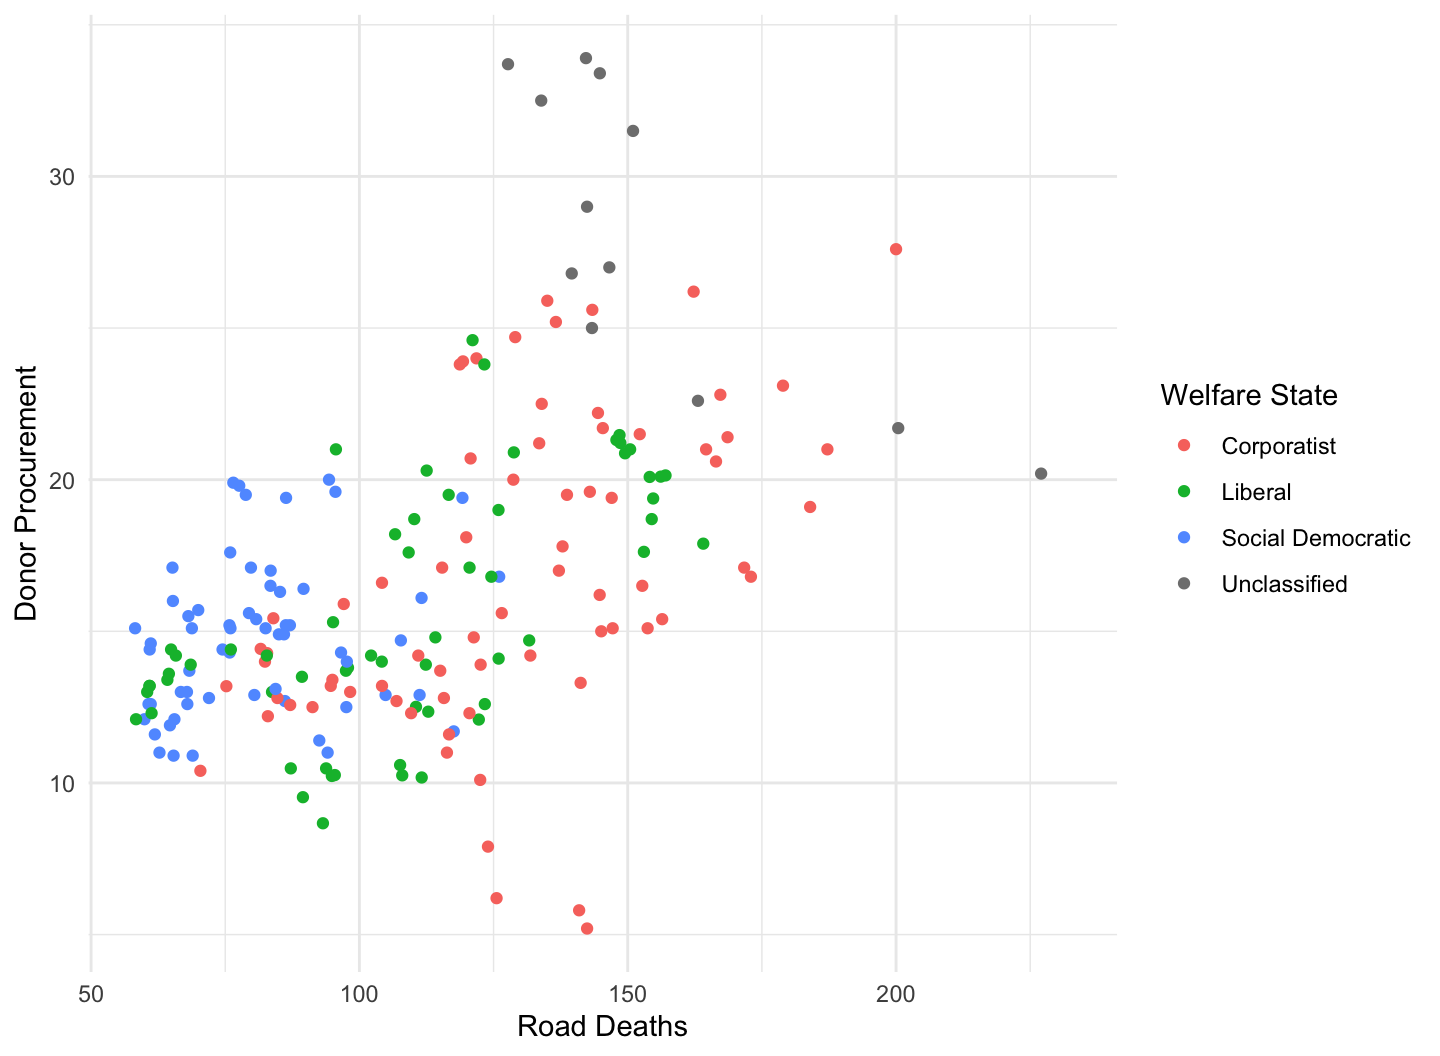 30
20
10
Donor Procurement
50
100
150
200
Road Deaths
Welfare State
Corporatist
Liberal
Social Democratic
Unclassified